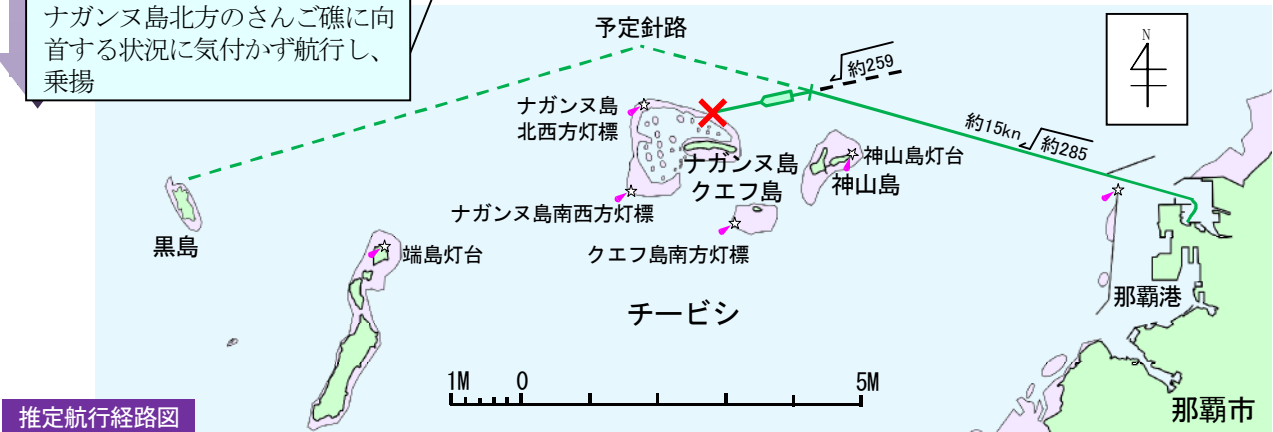 ナガンヌ島北方のさんご礁に向
首する状況に気付かず航行し、
乗揚
予定針路
N
約259
ナガンヌ島
北西方灯標
約15kn
約285
ナガンヌ島
神山島灯台
クエフ島
神山島
ナガンヌ島南西方灯標
黒島
端島灯台
クエフ島南方灯標
那覇港
チービシ
1M 0 5M
推定航行経路図
那覇市